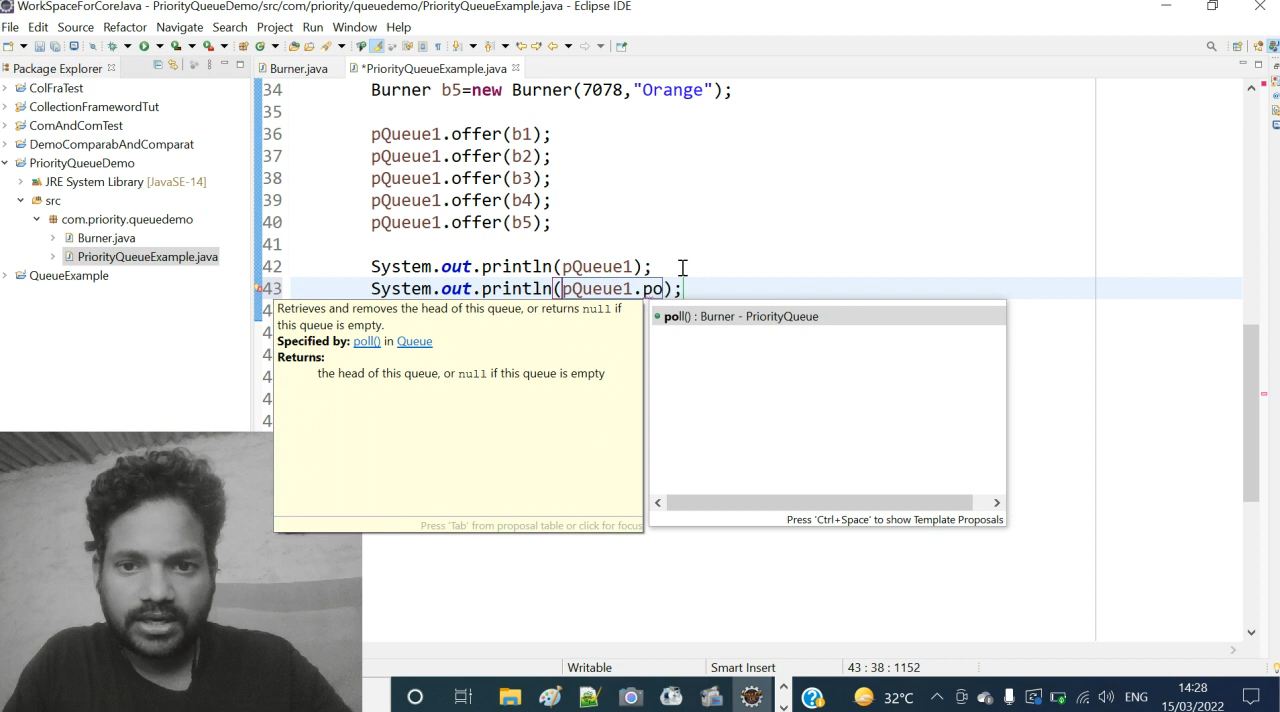 WorkSpaceForCoreJava - PriorityQueueDemo/src/com/priority/queuedemo/PriorityQueueExample.java - Eclipse IDE
File Edit Source Refactor Navigate Search Project Run Window Help
Package Explorer
Burner.java
*PriorityQueueExample.java
ColFraTest
CollectionFramewordTut
ComAndComTest
DemoComparabAndComparat
PriorityQueueDemo
JRE System Library [JavaSE-14]
src
com.priority.queuedemo
Burner.java
PriorityQueueExample.java
QueueExample
34 Burner b5=new Burner(7078,"Orange");
35
36 pQueue1.offer(b1);
37 pQueue1.offer(b2);
38 pQueue1.offer(b3);
39 pQueue1.offer(b4);
40 pQueue1.offer(b5);
41
42 System.out.println(pQueue1);
43 System.out.println(pQueue1.po);
4
4
4
4
4
4
Retrieves and removes the head of this queue, or returns null if
this queue is empty.
Specified by: poll() in Queue
Returns:
the head of this queue, or null if this queue is empty
Press 'Tab' from proposal table or click for focus
poll() : Burner - PriorityQueue
Press 'Ctrl+Space' to show Template Proposals
Writable Smart Insert 43 : 38 : 1152
32°C ENG 14:28
15/03/2022